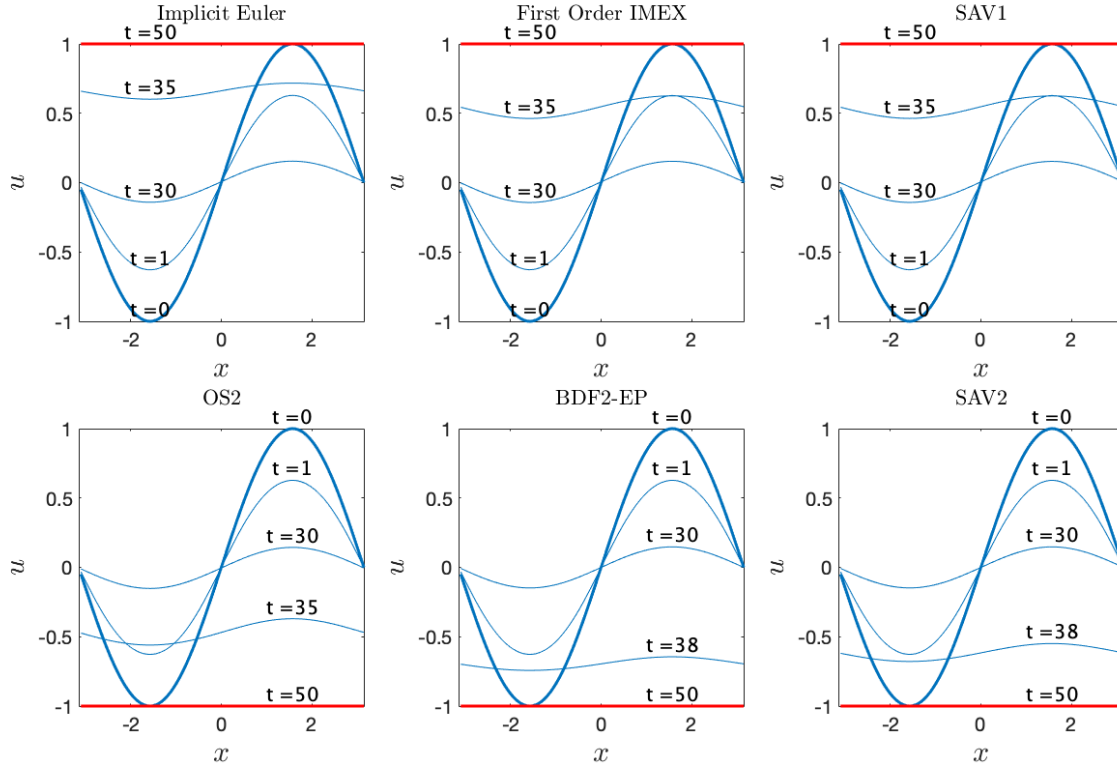 Implicit Euler
t =50
t =35
t =30
t =1
t =0
1
0.5
0
-0.5
-1
-2
0
2
u
x
First Order IMEX
t =50
t =35
t =30
t =1
t =0
1
0.5
0
-0.5
-1
-2
0
2
u
x
SAV1
t =50
t =35
t =30
t =1
t =0
1
0.5
0
-0.5
-1
-2
0
2
u
x
OS2
t =0
t =1
t =30
t =35
t =50
1
0.5
0
-0.5
-1
-2
0
2
u
x
BDF2-EP
t =0
t =1
t =30
t =38
t =50
1
0.5
0
-0.5
-1
-2
0
2
u
x
SAV2
t =0
t =1
t =30
t =38
t =50
1
0.5
0
-0.5
-1
-2
0
2
u
x